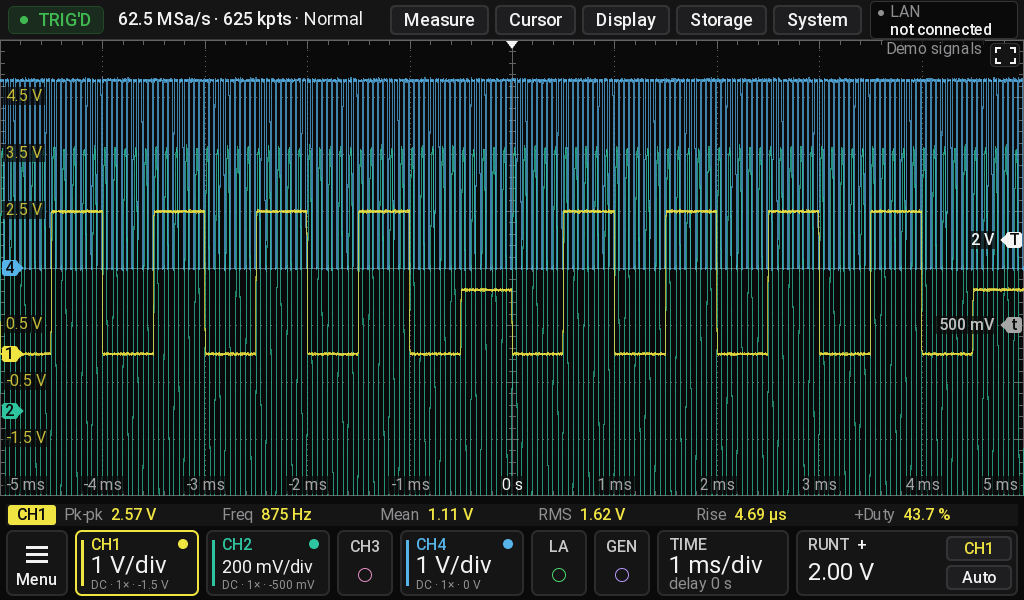 TRIG'D
62.5 MSa/s · 625 kpts · Normal
Measure
Cursor
Display
Storage
System
LAN
not connected
Demo signals
4.5 V
3.5 V
2.5 V
2 V
T
4
0.5 V
500 mV
t
1
-0.5 V
2
-1.5 V
-5 ms
-4 ms
-3 ms
-2 ms
-1 ms
0 s
1 ms
2 ms
3 ms
4 ms
5 ms
CH1
Pk-pk 2.57 V
Freq 875 Hz
Mean 1.11 V
RMS 1.62 V
Rise 4.69 µs
+Duty 43.7 %
Menu
CH1
1 V/div
DC · 1× · -1.5 V
CH2
200 mV/div
DC · 1× · -500 mV
CH3
CH4
1 V/div
DC · 1× · 0 V
LA
GEN
TIME
1 ms/div
delay 0 s
RUNT +
2.00 V
CH1
Auto